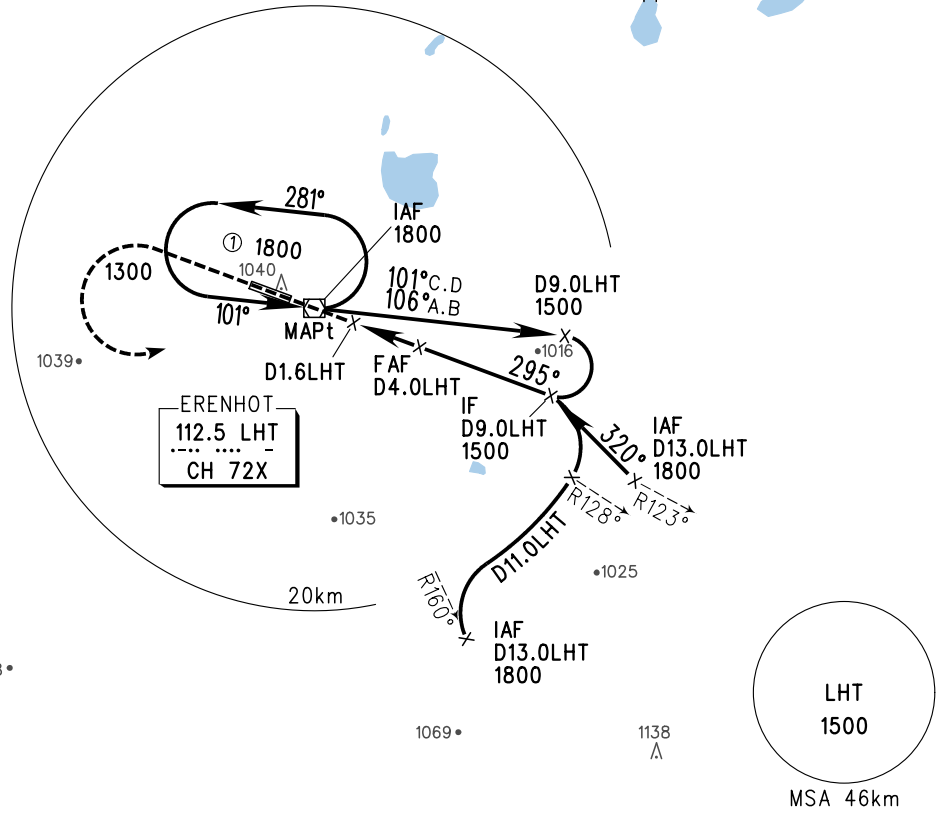 281°
IAF
1800
① 1800
1300
1040
101°C.D
106°A.B
D9.0LHT
1500
101°
MAPt
1016
1039
D1.6LHT
FAF
D4.0LHT
295°
IF
D9.0LHT
1500
ERENHOT
112.5 LHT
CH 72X
IAF
D13.0LHT
1800
320°
R128°
R123°
1035
D11.0LHT
1025
R160°
20km
IAF
D13.0LHT
1800
LHT
1500
1069
1138
MSA 46km